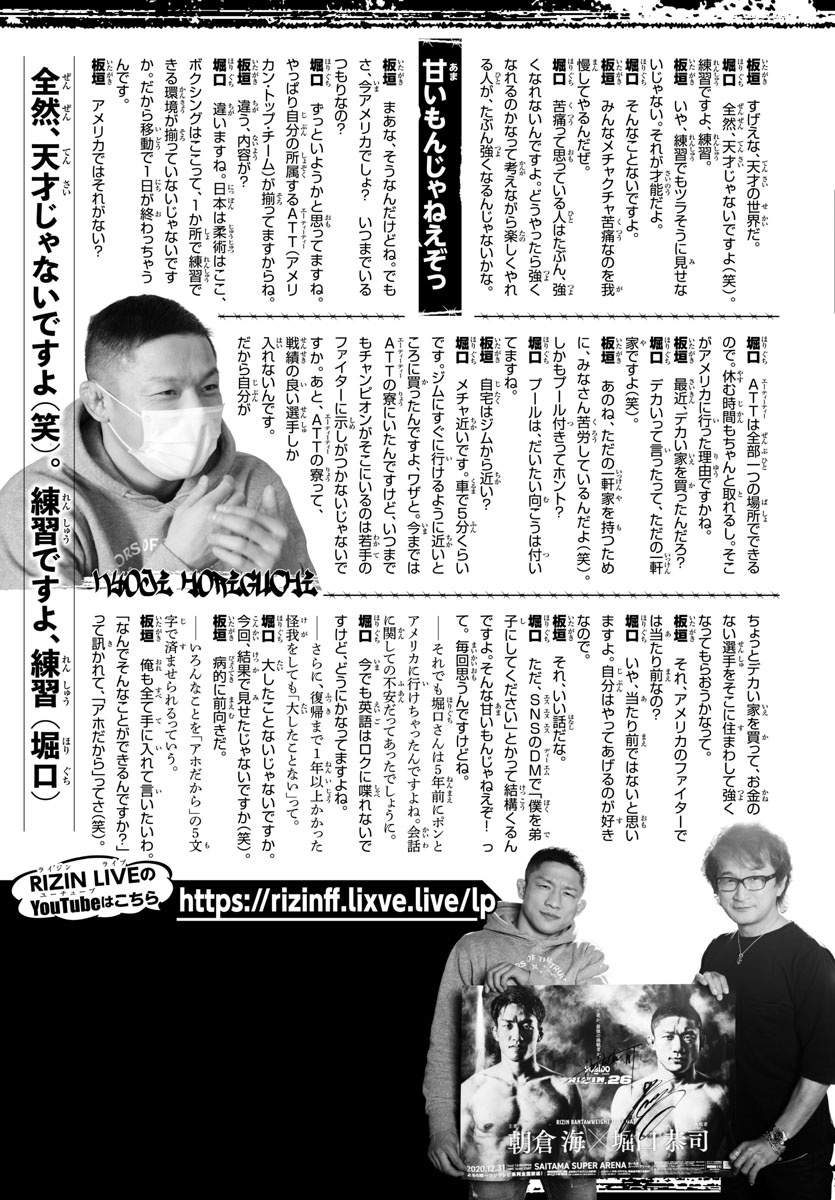 板垣　すげえな、天才の世界だ。
堀口　全然、天才じゃないですよ（笑）。
練習ですよ、練習。
板垣　いや、練習でもツラそうに見せな
いじゃない。それが才能だよ。
堀口　そんなことないですよ。
板垣　みんなメチャクチャ苦痛なのを我
慢してやるんだぜ。
堀口　苦痛って思っている人はたぶん、強
くなれないんですよ。どうやったら強く
なれるのかなって考えながら楽しくやれ
る人が、たぶん強くなるんじゃないかな。
甘いもんじゃねえぞっ
板垣　まあな、そうなんだけどね。でも
さ、今アメリカでしょ？　いつまでいる
つもりなの？
堀口　ずっといようかと思ってますね。
やっぱり自分の所属するＡＴＴ（アメリ
カン・トップ・チーム）が揃ってますからね。
板垣　違う、内容が？
堀口　違いますね。日本は柔術はここ、
ボクシングはここって、1か所で練習で
きる環境が揃っていないじゃないです
か。だから移動で1日が終わっちゃう
んです。
板垣　アメリカではそれがない？
堀口　ＡＴＴは全部一つの場所でできる
ので。休む時間もちゃんと取れるし。そこ
がアメリカに行った理由ですかね。
板垣　最近、デカい家を買ったんだろ？
堀口　デカいって言ったって、ただの一軒
家ですよ（笑）。
板垣　あのね、ただの一軒家を持つため
に、みなさん苦労しているんだよ（笑）。
しかもプール付きってホント？
堀口　プールは、だいたい向こうは付い
てますね。
板垣　自宅はジムから近い？
堀口　メチャ近いです。車で5分くらい
です。ジムにすぐに行けるように近いと
ころに買ったんですよ、ワザと。今までは
ＡＴＴの寮にいたんですけど、いつまで
もチャンピオンがそこにいるのは若手の
ファイターに示しがつかないじゃないで
すか。あと、ＡＴＴの寮って、
戦績の良い選手しか
入れないんです。
だから自分が
ちょっとデカい家を買って、お金の
ない選手をそこに住まわして強く
なってもらおうかなって。
板垣　それ、アメリカのファイターで
は当たり前なの？
堀口　いや、当たり前ではないと思い
ますよ。自分はやってあげるのが好き
なので。
板垣　それ、いい話だな。
堀口　ただ、ＳＮＳのＤＭで「僕を弟
子にしてください」とかって結構くるん
ですよ。そんな甘いもんじゃねえぞ！っ
て。毎回思うんですけどね。
――それでも堀口さんは5年前にポンと
アメリカに行けちゃったんですよね。会話
に関しての不安だってあったでしょうに。
堀口　今でも英語はロクに喋れないで
すけど、どうにかなってますよね。
――さらに、復帰まで1年以上かかった
怪我をしても「大したことない」って。
堀口　大したことないじゃないですか。
今回、結果で見せたじゃないですか（笑）。
板垣　病的に前向きだ。
――いろんなことを「アホだから」の5文
字で済ませられるっていう。
板垣　俺も全て手に入れて言いたいわ。
「なんでそんなことができるんですか？」
って訊かれて、「アホだから」ってさ（笑）。
全然、天才じゃないですよ（笑）。練習ですよ、練習（堀口）
KYOJI HORIGUCHI
RIZIN LIVEの
YouTubeはこちら
https://rizinff.lixve.live/lp
RIZIN.26
RIZIN BANTAMWEIGHT
朝倉 海×堀口恭司
2020.12.31
SAITAMA SUPER ARENA